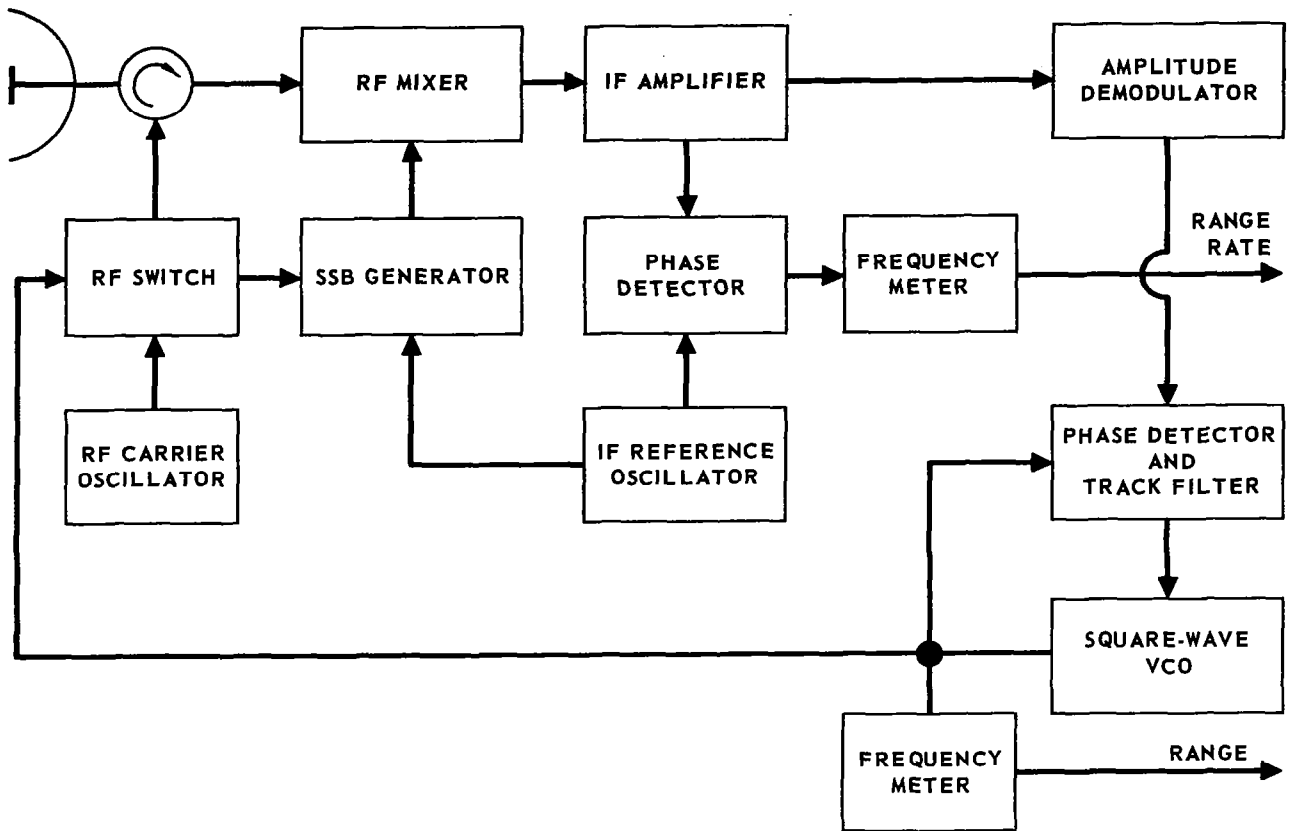 RF MIXER
IF AMPLIFIER
AMPLITUDE
DEMODULATOR
RF SWITCH
SSB GENERATOR
PHASE
DETECTOR
FREQUENCY
METER
RANGE
RATE
RF CARRIER
OSCILLATOR
IF REFERENCE
OSCILLATOR
PHASE DETECTOR
AND
TRACK FILTER
SQUARE-WAVE
VCO
FREQUENCY
METER
RANGE